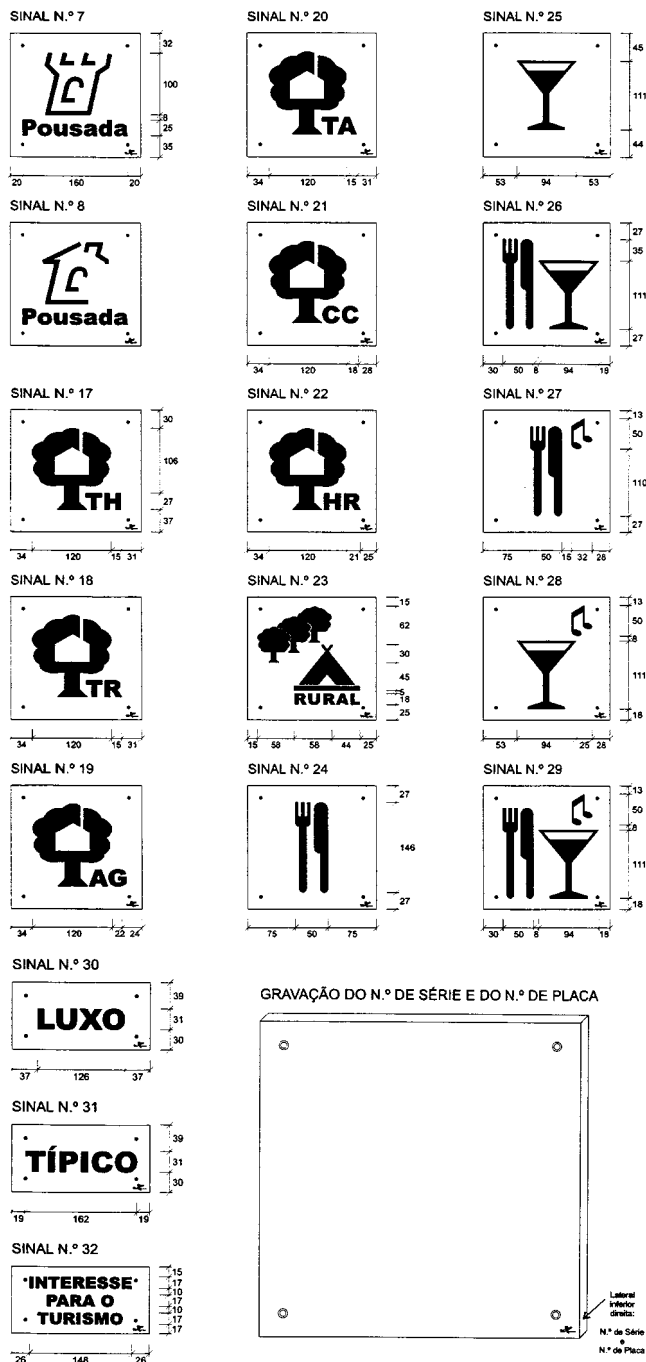 SINAL N.º 7
32
100
8
25
35
Pousada
20 160 20
SINAL N.º 8
Pousada
SINAL N.º 17
30
106
27
37
TH
34 120 15 31
SINAL N.º 18
TR
34 120 15 31
SINAL N.º 19
AG
34 120 22 24
SINAL N.º 20
TA
34 120 15 31
SINAL N.º 21
CC
34 120 18 28
SINAL N.º 22
HR
34 120 21 25
SINAL N.º 23
15
62
30
45
5
18
25
RURAL
15 58 58 44 25
SINAL N.º 24
27
146
27
75 50 75
SINAL N.º 25
45
111
44
53 94 53
SINAL N.º 26
27
35
111
27
30 50 8 94 18
SINAL N.º 27
13
50
110
27
75 50 15 32 28
SINAL N.º 28
13
50
8
111
18
53 94 25 28
SINAL N.º 29
13
50
8
111
18
30 50 8 94 18
SINAL N.º 30
LUXO
39
31
30
37 126 37
SINAL N.º 31
TÍPICO
39
31
30
19 162 19
SINAL N.º 32
INTERESSE
PARA O
TURISMO
15
17
10
17
10
17
17
26 148 26
GRAVAÇÃO DO N.º DE SÉRIE E DO N.º DE PLACA
Lateral
inferior
direita:
N.º de Série
e
N.º de Placa